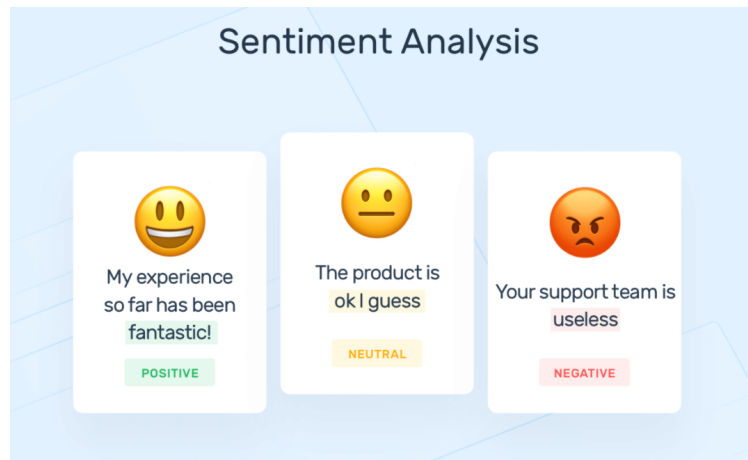 Sentiment Analysis
My experience
so far has been
fantastic!
POSITIVE
The product is
ok I guess
NEUTRAL
Your support team is
useless
NEGATIVE